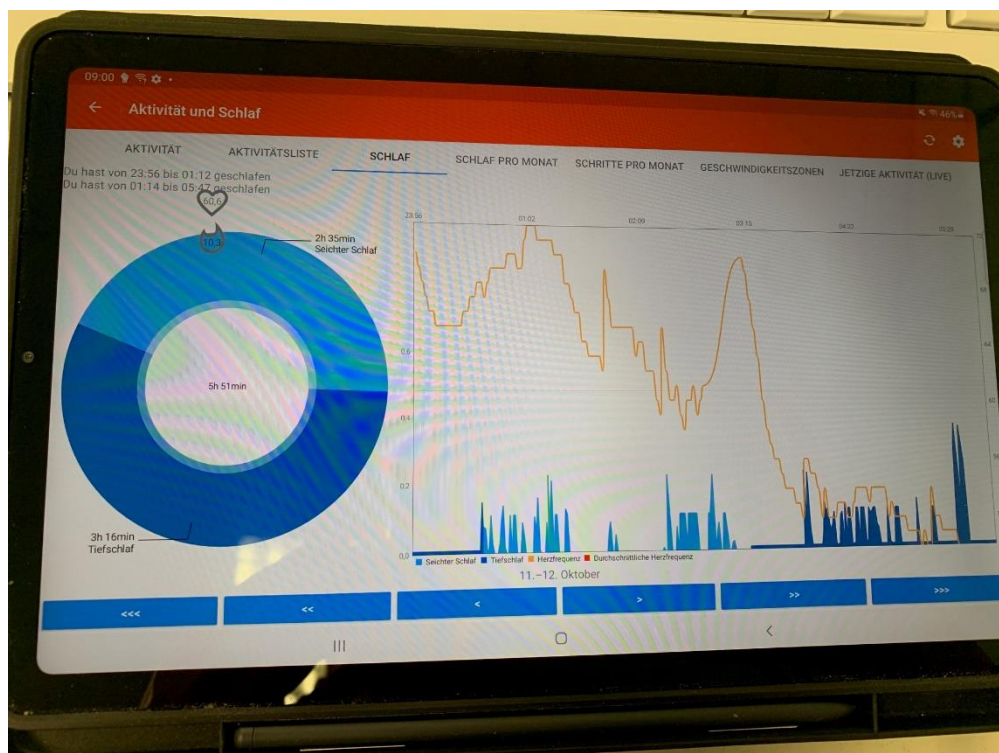 09:00
46%
Aktivität und Schlaf
AKTIVITÄT
AKTIVITÄTSLISTE
SCHLAF
SCHLAF PRO MONAT
SCHRITTE PRO MONAT
GESCHWINDIGKEITSZONEN
JETZIGE AKTIVITÄT (LIVE)
Du hast von 23:56 bis 01:12 geschlafen
Du hast von 01:14 bis 05:47 geschlafen
60,6
10,3
2h 35min
Seichter Schlaf
5h 51min
3h 16min
Tiefschlaf
23:56 01:02 02:09 03:15 04:22 05:28
0,6
0,4
0,2
0,0
Seichter Schlaf Tiefschlaf Herzfrequenz Durchschnittliche Herzfrequenz
11.–12. Oktober
<<< << < > >> >>>